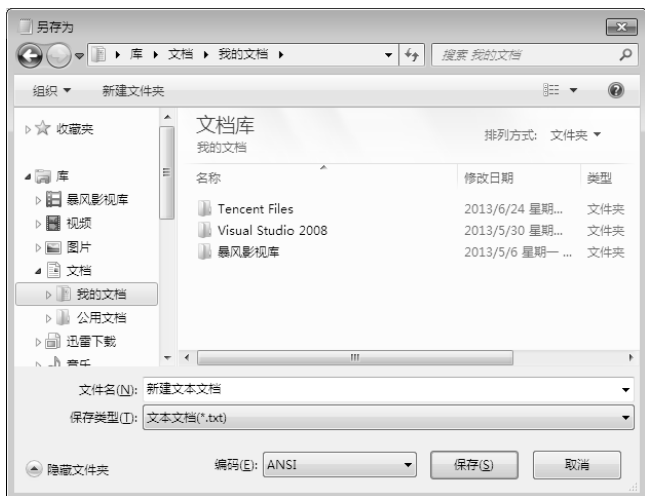 另存为
库 文档 我的文档
搜索 我的文档
组织 新建文件夹
收藏夹
库
暴风影视库
视频
图片
文档
我的文档
公用文档
迅雷下载
音乐
文档库
我的文档
排列方式: 文件夹
名称 修改日期 类型
Tencent Files 2013/6/24 星期... 文件夹
Visual Studio 2008 2013/5/30 星期... 文件夹
暴风影视库 2013/5/6 星期一 ... 文件夹
文件名(N): 新建文本文档
保存类型(T): 文本文档(*.txt)
隐藏文件夹
编码(E): ANSI
保存(S)
取消